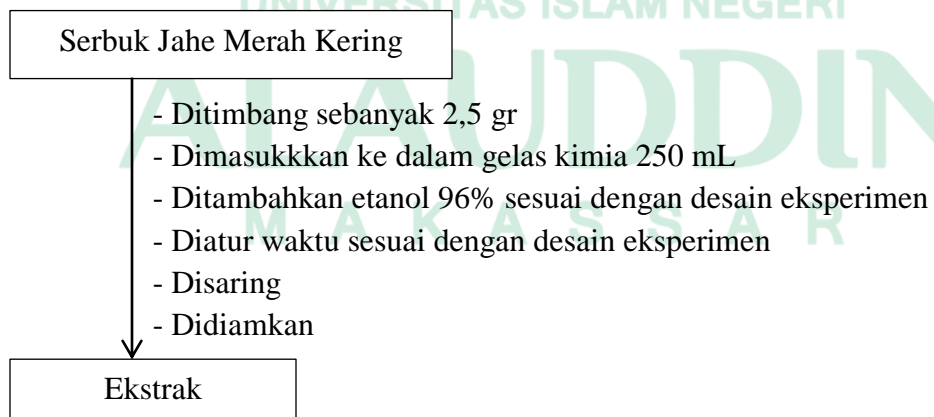 UNIVERSITAS ISLAM NEGERI
Serbuk Jahe Merah Kering
ALAUDDIN
- Ditimbang sebanyak 2,5 gr
- Dimasukkkan ke dalam gelas kimia 250 mL
- Ditambahkan etanol 96% sesuai dengan desain eksperimen
MAKASSAR
- Diatur waktu sesuai dengan desain eksperimen
- Disaring
- Didiamkan
Ekstrak